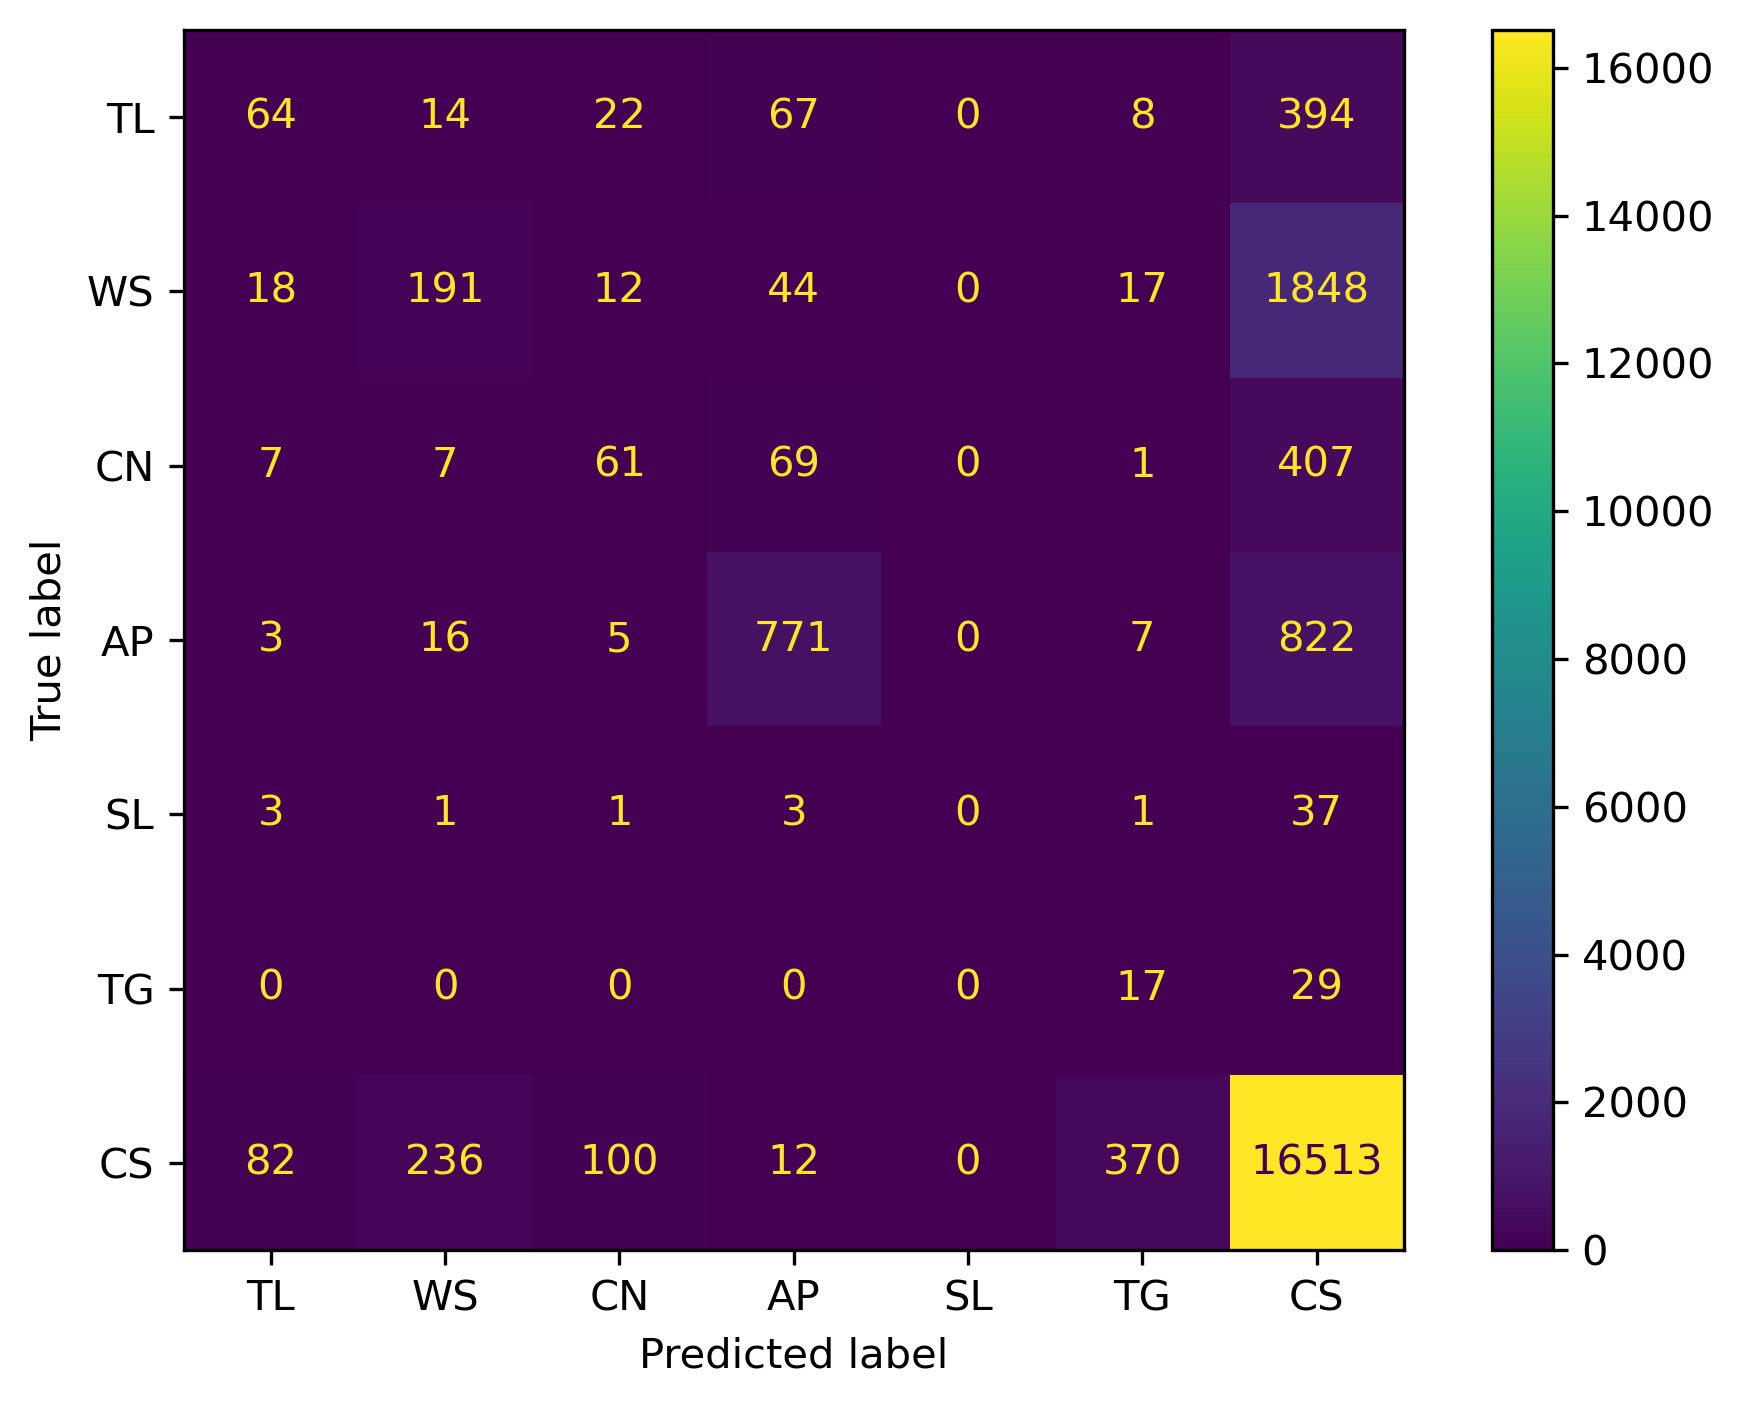 TL 64 14 22 67 0 8 394
WS 18 191 12 44 0 17 1848
CN 7 7 61 69 0 1 407
AP 3 16 5 771 0 7 822
SL 3 1 1 3 0 1 37
TG 0 0 0 0 0 17 29
CS 82 236 100 12 0 370 16513
TL WS CN AP SL TG CS
Predicted label
True label
16000
14000
12000
10000
8000
6000
4000
2000
0